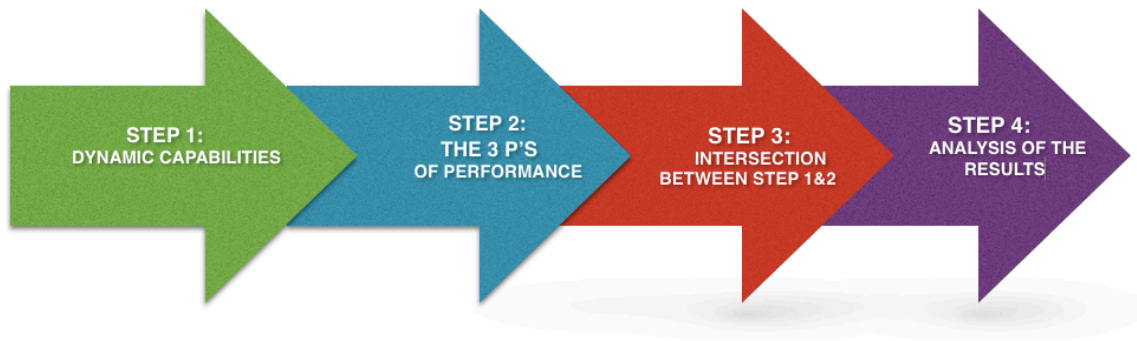 STEP 1:
DYNAMIC CAPABILITIES
STEP 2:
THE 3 P'S
OF PERFORMANCE
STEP 3:
INTERSECTION
BETWEEN STEP 1&2
STEP 4:
ANALYSIS OF THE
RESULTS